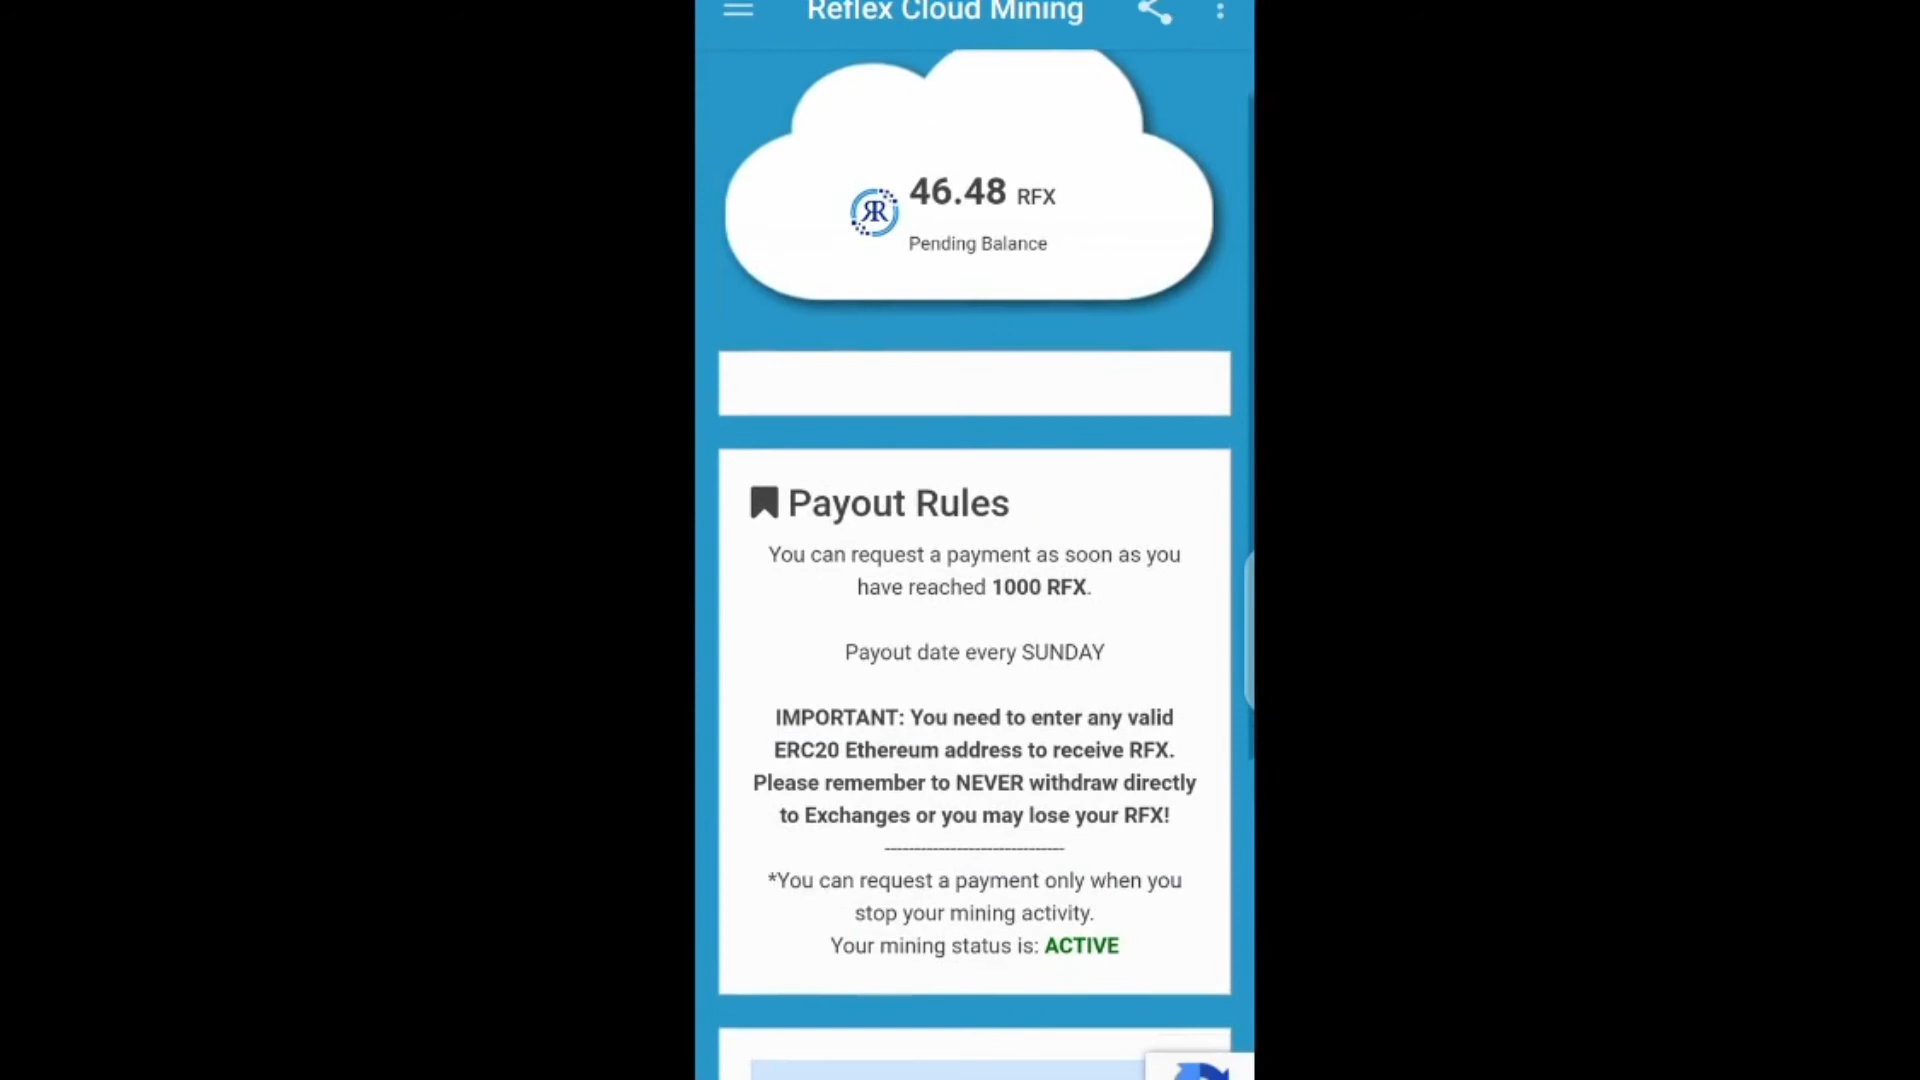 Reflex Cloud Mining
46.48 RFX
Pending Balance
Payout Rules
You can request a payment as soon as you
have reached 1000 RFX.
Payout date every SUNDAY
IMPORTANT: You need to enter any valid
ERC20 Ethereum address to receive RFX.
Please remember to NEVER withdraw directly
to Exchanges or you may lose your RFX!
------------------------------
*You can request a payment only when you
stop your mining activity.
Your mining status is: ACTIVE